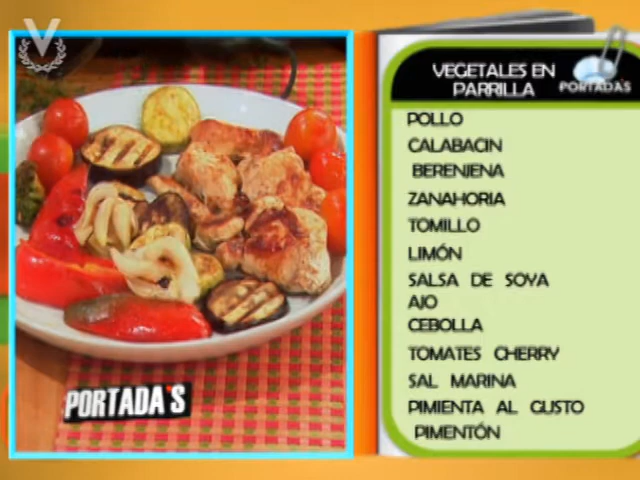 V
PORTADA'S
VEGETALES EN
PARRILLA
PORTADA'S
POLLO
CALABACIN
BERENJENA
ZANAHORIA
TOMILLO
LIMÓN
SALSA DE SOYA
AJO
CEBOLLA
TOMATES CHERRY
SAL MARINA
PIMIENTA AL GUSTO
PIMENTÓN